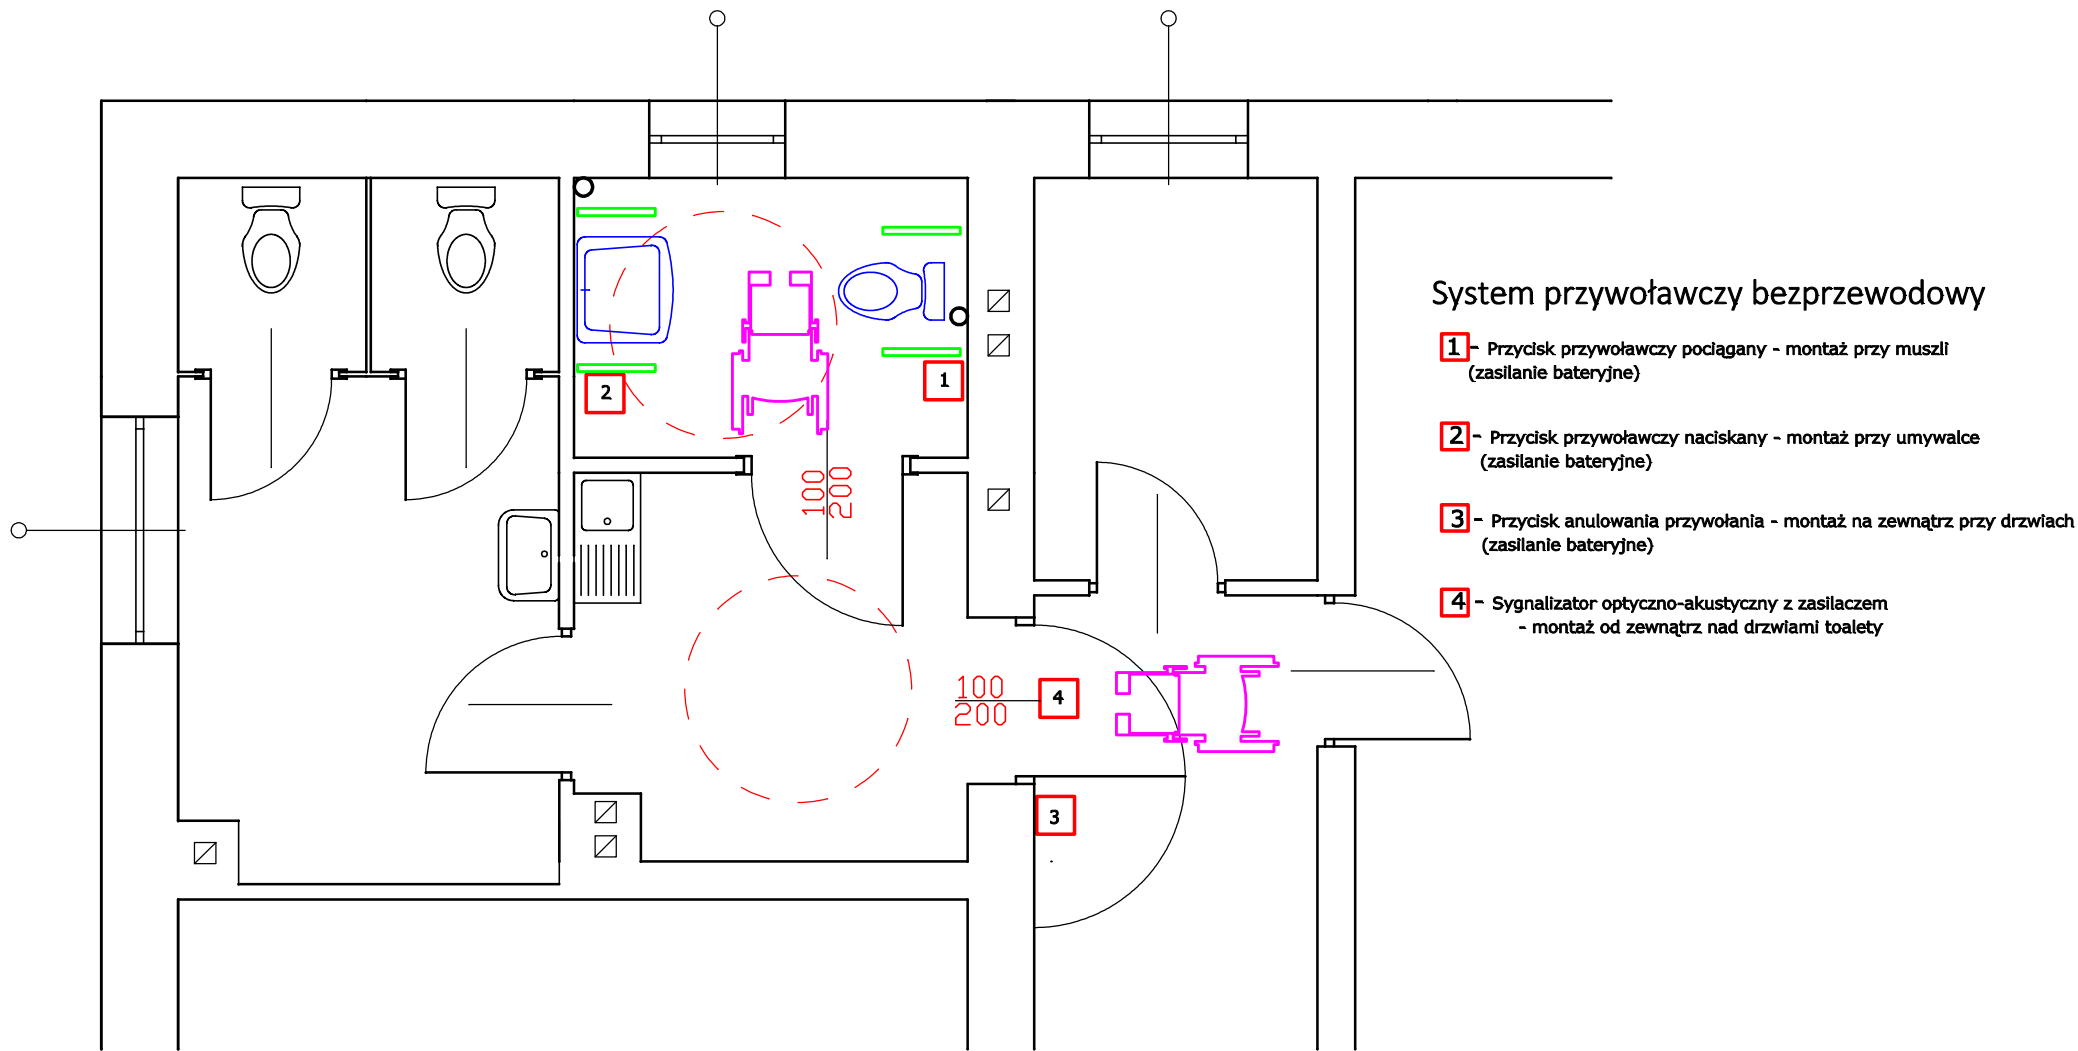 System przywoławczy bezprzewodowy
1 - Przycisk przywoławczy pociągany - montaż przy muszli
(zasilanie bateryjne)
2 - Przycisk przywoławczy naciskany - montaż przy umywalce
(zasilanie bateryjne)
3 - Przycisk anulowania przywołania - montaż na zewnątrz przy drzwiach
(zasilanie bateryjne)
4 - Sygnalizator optyczno-akustyczny z zasilaczem
- montaż od zewnątrz nad drzwiami toalety
2
1
100
200
100
200
4
3